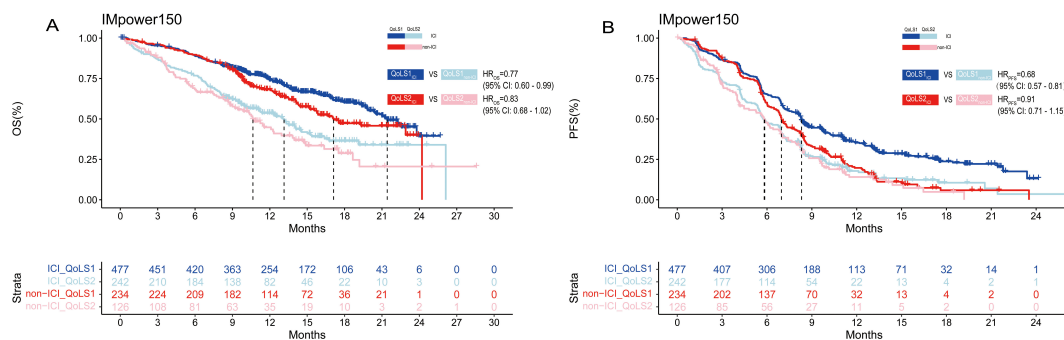 A
IMpower150
QoLS1 QoLS2
ICI
non-ICI
QoLS1 VS QoLS1 HR OS=0.77
(95% CI: 0.60 - 0.99)
QoLS2 VS QoLS2 HR OS=0.83
(95% CI: 0.68 - 1.02)
OS(%)
1.00
0.75
0.50
0.25
0.00
0 3 6 9 12 15 18 21 24 27 30
Months
Strata
ICI_QoLS1 477 451 420 363 254 172 106 43 6 0 0
ICI_QoLS2 242 210 184 138 82 46 22 10 3 0 0
non-ICI_QoLS1 234 224 209 182 114 72 36 21 1 0 0
non-ICI_QoLS2 126 108 81 63 35 19 10 3 2 1 0
0 3 6 9 12 15 18 21 24 27 30
Months
B
IMpower150
QoLS1 QoLS2
ICI
non-ICI
QoLS1 VS QoLS1 HR PFS=0.68
(95% CI: 0.57 - 0.81)
QoLS2 VS QoLS2 HR PFS=0.91
(95% CI: 0.71 - 1.15)
PFS(%)
1.00
0.75
0.50
0.25
0.00
0 3 6 9 12 15 18 21 24
Months
Strata
ICI_QoLS1 477 407 306 188 113 71 32 14 1
ICI_QoLS2 242 177 114 54 22 13 4 2 1
non-ICI_QoLS1 234 202 137 70 32 13 4 2 0
non-ICI_QoLS2 126 85 56 27 11 5 2 0 0
0 3 6 9 12 15 18 21 24
Months